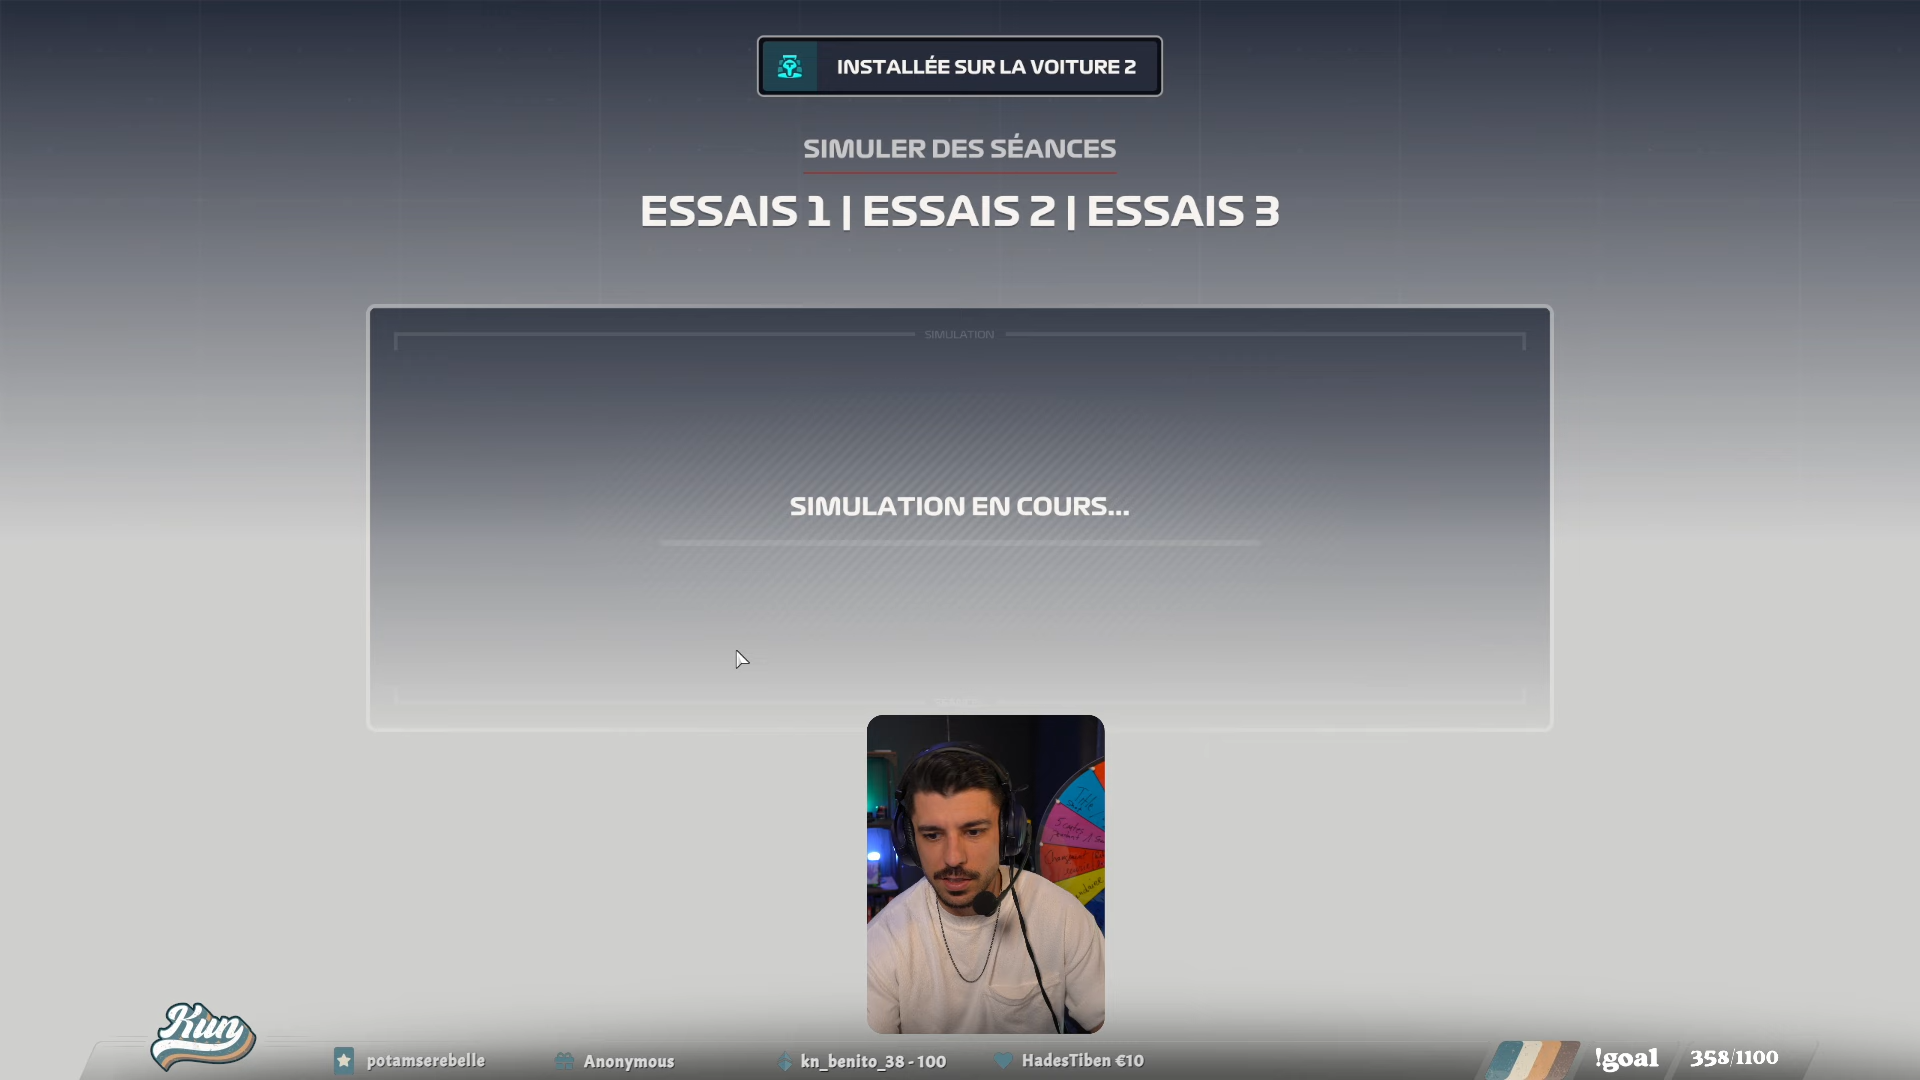 INSTALLÉE SUR LA VOITURE 2
SIMULER DES SÉANCES
ESSAIS 1 | ESSAIS 2 | ESSAIS 3
SIMULATION
SIMULATION EN COURS...
Kun
potamserebelle
Anonymous
kn_benito_38 - 100
HadesTiben €10
!goal
358/1100